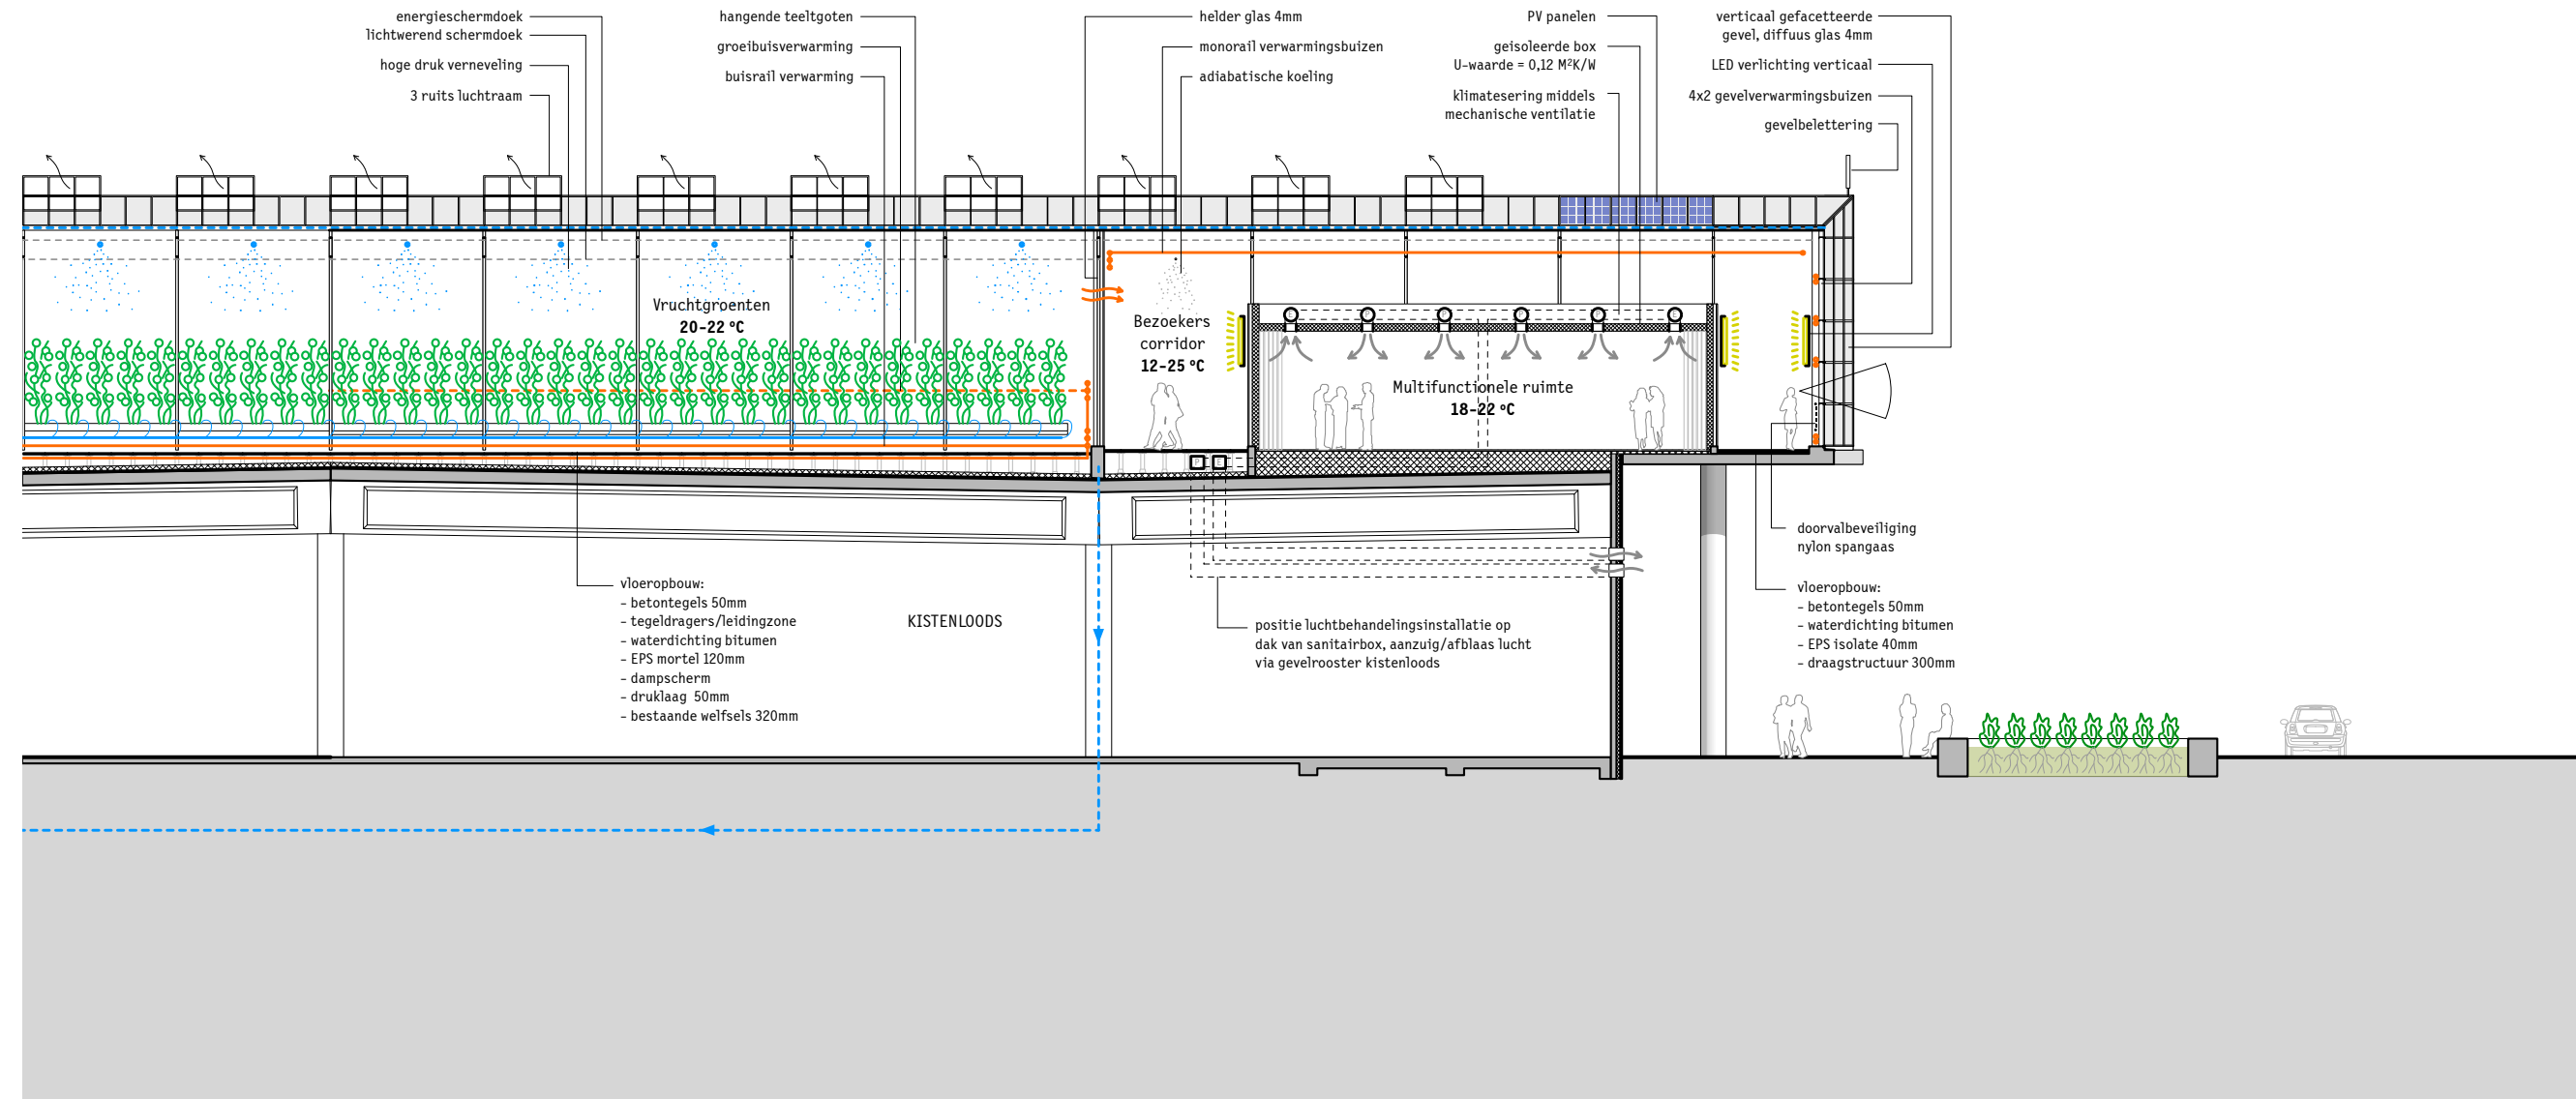 energieschermdoek
lichtwerend schermdoek
hoge druk verneveling
3 ruits luchtraam
hangende teeltgoten
groeibuisverwarming
buisrail verwarming
helder glas 4mm
monorail verwarmingsbuizen
adiabatische koeling
PV panelen
geisoleerde box
U-waarde = 0,12 M²K/W
klimatesering middels
mechanische ventilatie
verticaal gefacetteerde
gevel, diffuus glas 4mm
LED verlichting verticaal
4x2 gevelverwarmingsbuizen
gevelbelettering
Vruchtgroenten
20-22 ºC
Bezoekers
corridor
12-25 ºC
Multifunctionele ruimte
18-22 ºC
doorvalbeveiliging
nylon spangaas
vloeropbouw:
- betontegels 50mm
- tegeldragers/leidingzone
- waterdichting bitumen
- EPS mortel 120mm
- dampscherm
- druklaag 50mm
- bestaande welfsels 320mm
KISTENLOODS
positie luchtbehandelingsinstallatie op
dak van sanitairbox, aanzuig/afblaas lucht
via gevelrooster kistenloods
vloeropbouw:
- betontegels 50mm
- waterdichting bitumen
- EPS isolate 40mm
- draagstructuur 300mm